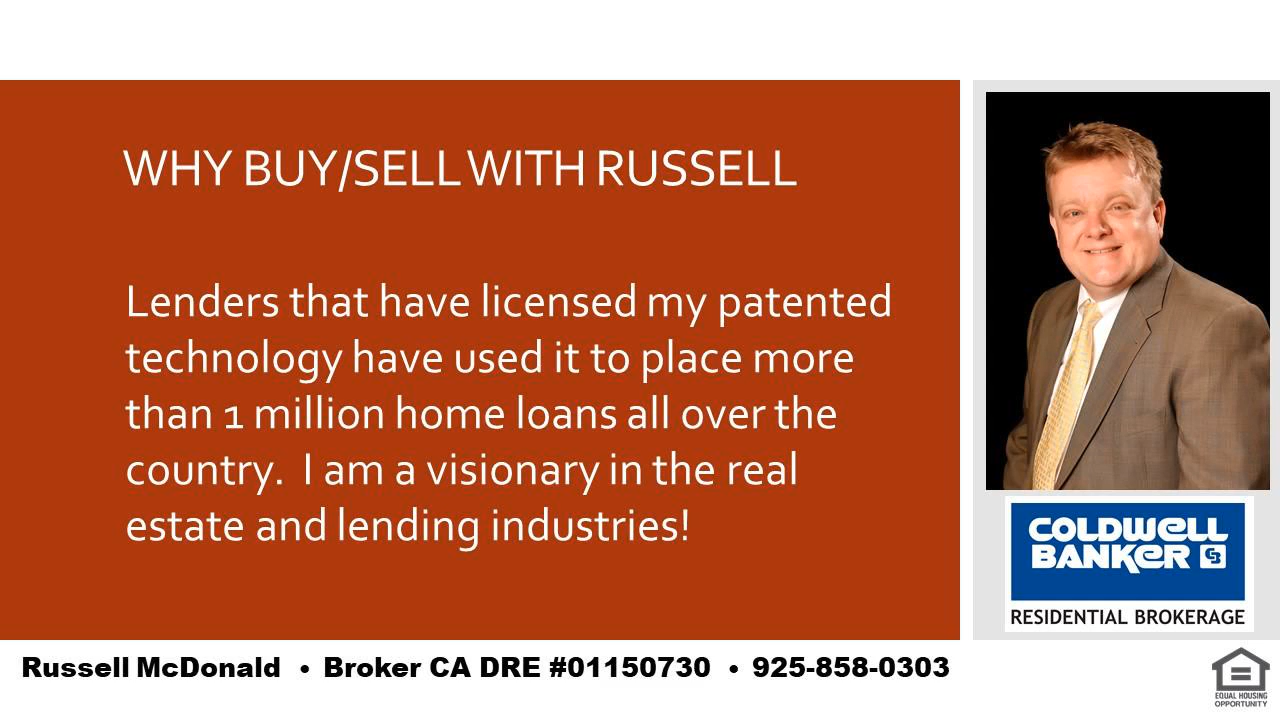 WHY BUY/SELL WITH RUSSELL
Lenders that have licensed my patented
technology have used it to place more
than 1 million home loans all over the
country.  I am a visionary in the real
estate and lending industries!
COLDWELL
BANKER CB
RESIDENTIAL BROKERAGE
Russell McDonald • Broker CA DRE #01150730 • 925-858-0303
EQUAL HOUSING
OPPORTUNITY